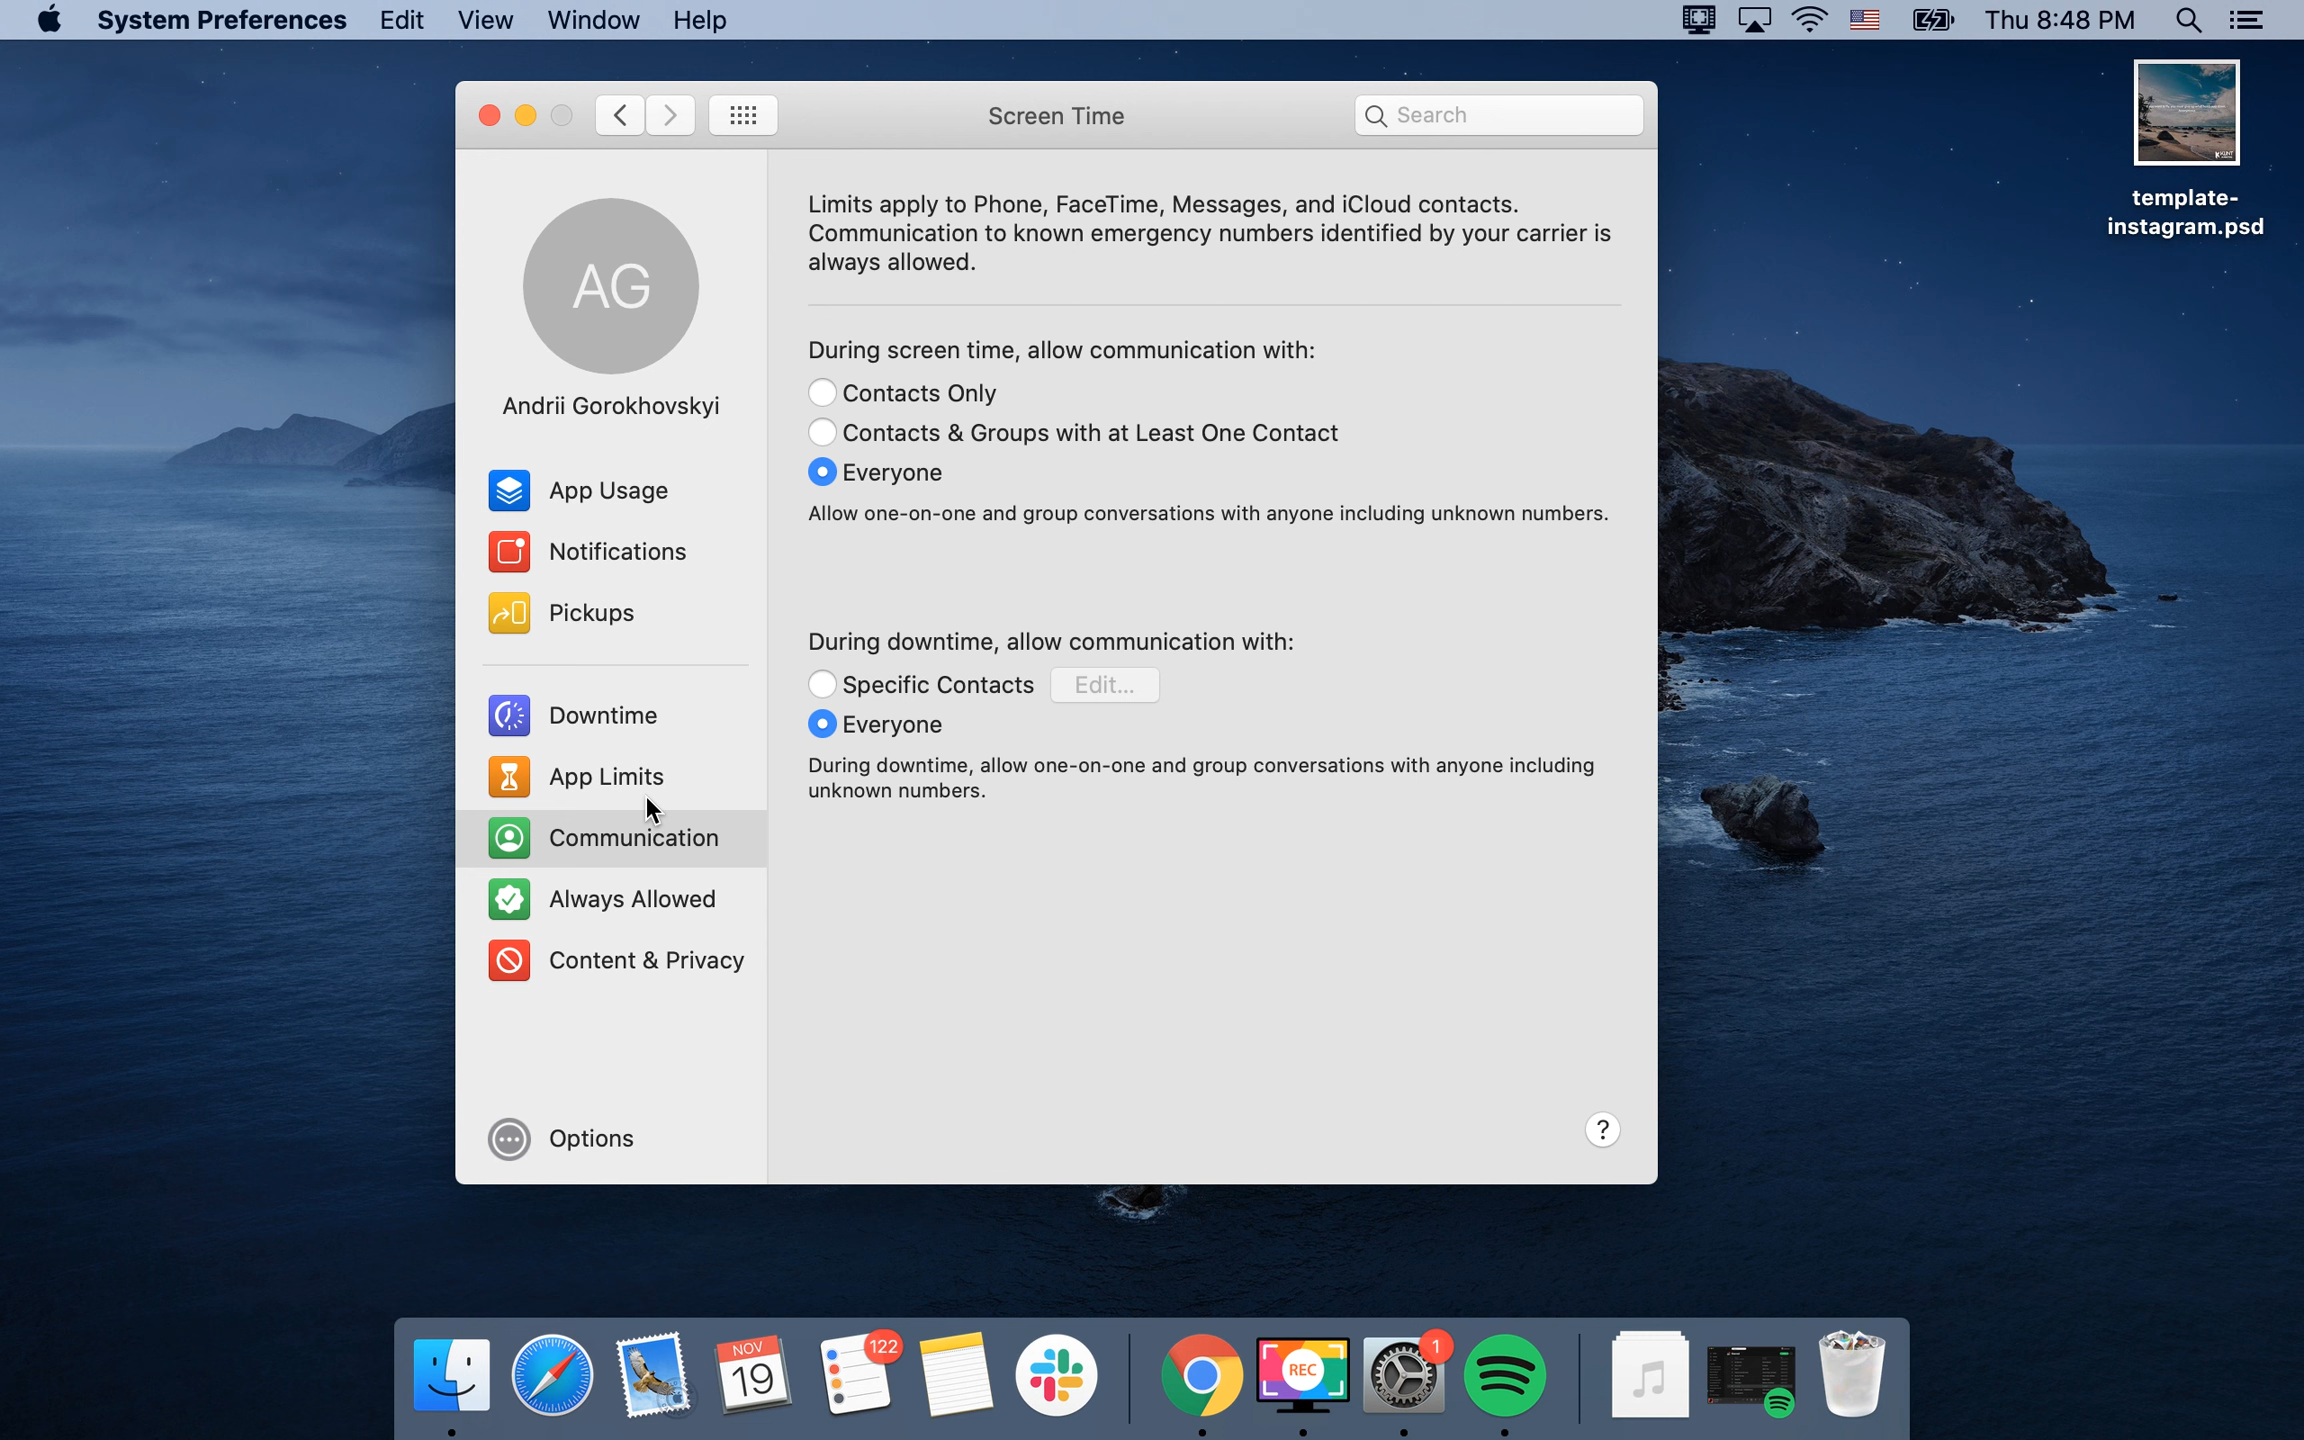 System Preferences Edit View Window Help Thu 8:48 PM
template-
instagram.psd
Screen Time
Search
AG
Andrii Gorokhovskyi
App Usage
Notifications
Pickups
Downtime
App Limits
Communication
Always Allowed
Content & Privacy
Options
Limits apply to Phone, FaceTime, Messages, and iCloud contacts.
Communication to known emergency numbers identified by your carrier is
always allowed.
During screen time, allow communication with:
Contacts Only
Contacts & Groups with at Least One Contact
Everyone
Allow one-on-one and group conversations with anyone including unknown numbers.
During downtime, allow communication with:
Specific Contacts Edit...
Everyone
During downtime, allow one-on-one and group conversations with anyone including
unknown numbers.
?
NOV
19
122
REC
1